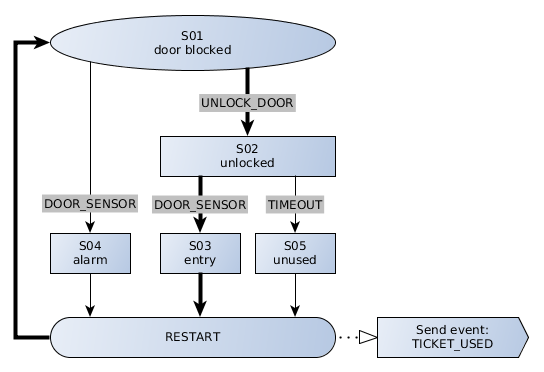 S01
door blocked
UNLOCK_DOOR
S02
unlocked
DOOR_SENSOR
DOOR_SENSOR
TIMEOUT
S04
alarm
S03
entry
S05
unused
RESTART
Send event:
TICKET_USED